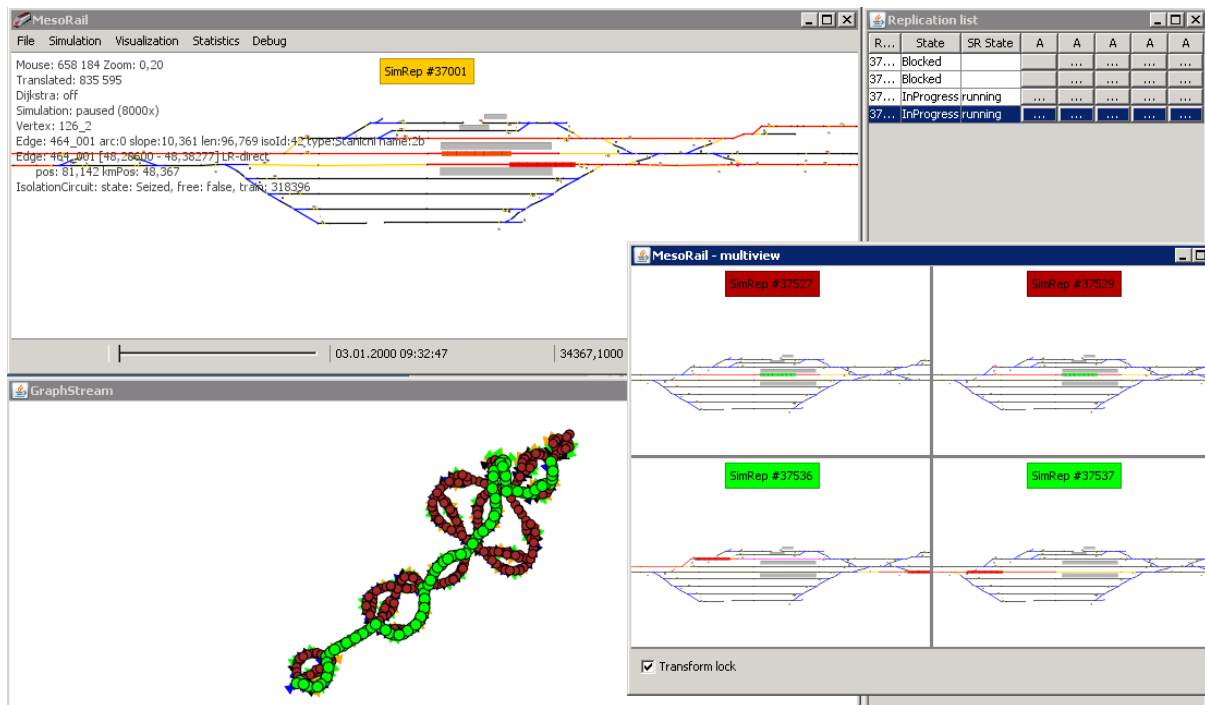 MesoRail
File Simulation Visualization Statistics Debug
Mouse: 658 184 Zoom: 0,20
Translated: 835 595
Dijkstra: off
Simulation: paused (8000x)
Vertex: 126_2
Edge: 464_001 arc:0 slope:10,361 len:96,769 isoId:42 type:Stanicni name:2b
Edge: 464_001 [48,28600 - 48,38277] LR-direct
pos: 81,142 kmPos: 48,367
IsolationCircuit: state: Seized, free: false, train: 318396
SimRep #37001
03.01.2000 09:32:47 34367,1000
Replication list
R... State SR State A A A A A
37... Blocked ... ... ... ...
37... Blocked ... ... ... ...
37... InProgress running ... ... ... ... ...
37... InProgress running ... ... ... ... ...
GraphStream
MesoRail - multiview
SimRep #37527 SimRep #37529
SimRep #37536 SimRep #37537
Transform lock